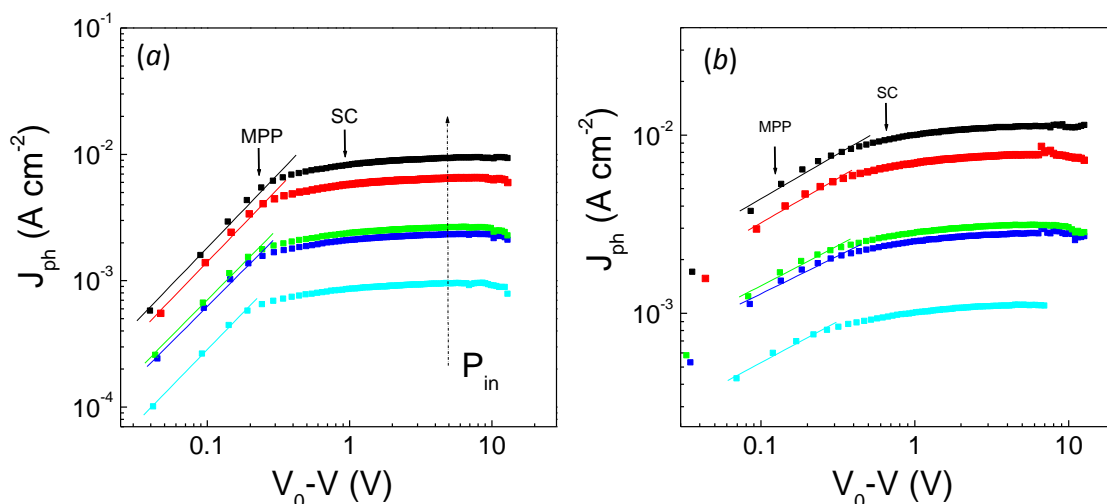 (a)
J_ph (A cm^-2)
10^-1
10^-2
10^-3
10^-4
MPP
SC
P_in
0.1 1 10
V_0-V (V)
(b)
J_ph (A cm^-2)
10^-2
10^-3
MPP
SC
0.1 1 10
V_0-V (V)